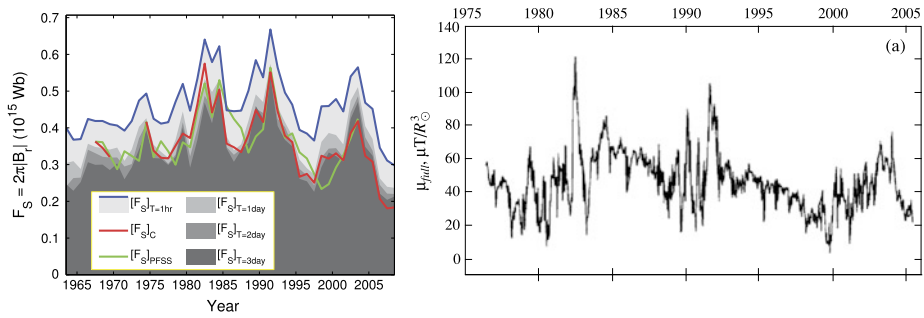 F_S = 2π|B_r| (10^15 Wb)
0.7
0.6
0.5
0.4
0.3
0.2
0.1
0
[F_S]_T=1hr
[F_S]_C
[F_S]_PFSS
[F_S]_T=1day
[F_S]_T=2day
[F_S]_T=3day
1965 1970 1975 1980 1985 1990 1995 2000 2005
Year
1975 1980 1985 1990 1995 2000 2005
(a)
μ_full, μT/R_⊙^3
140
120
100
80
60
40
20
0